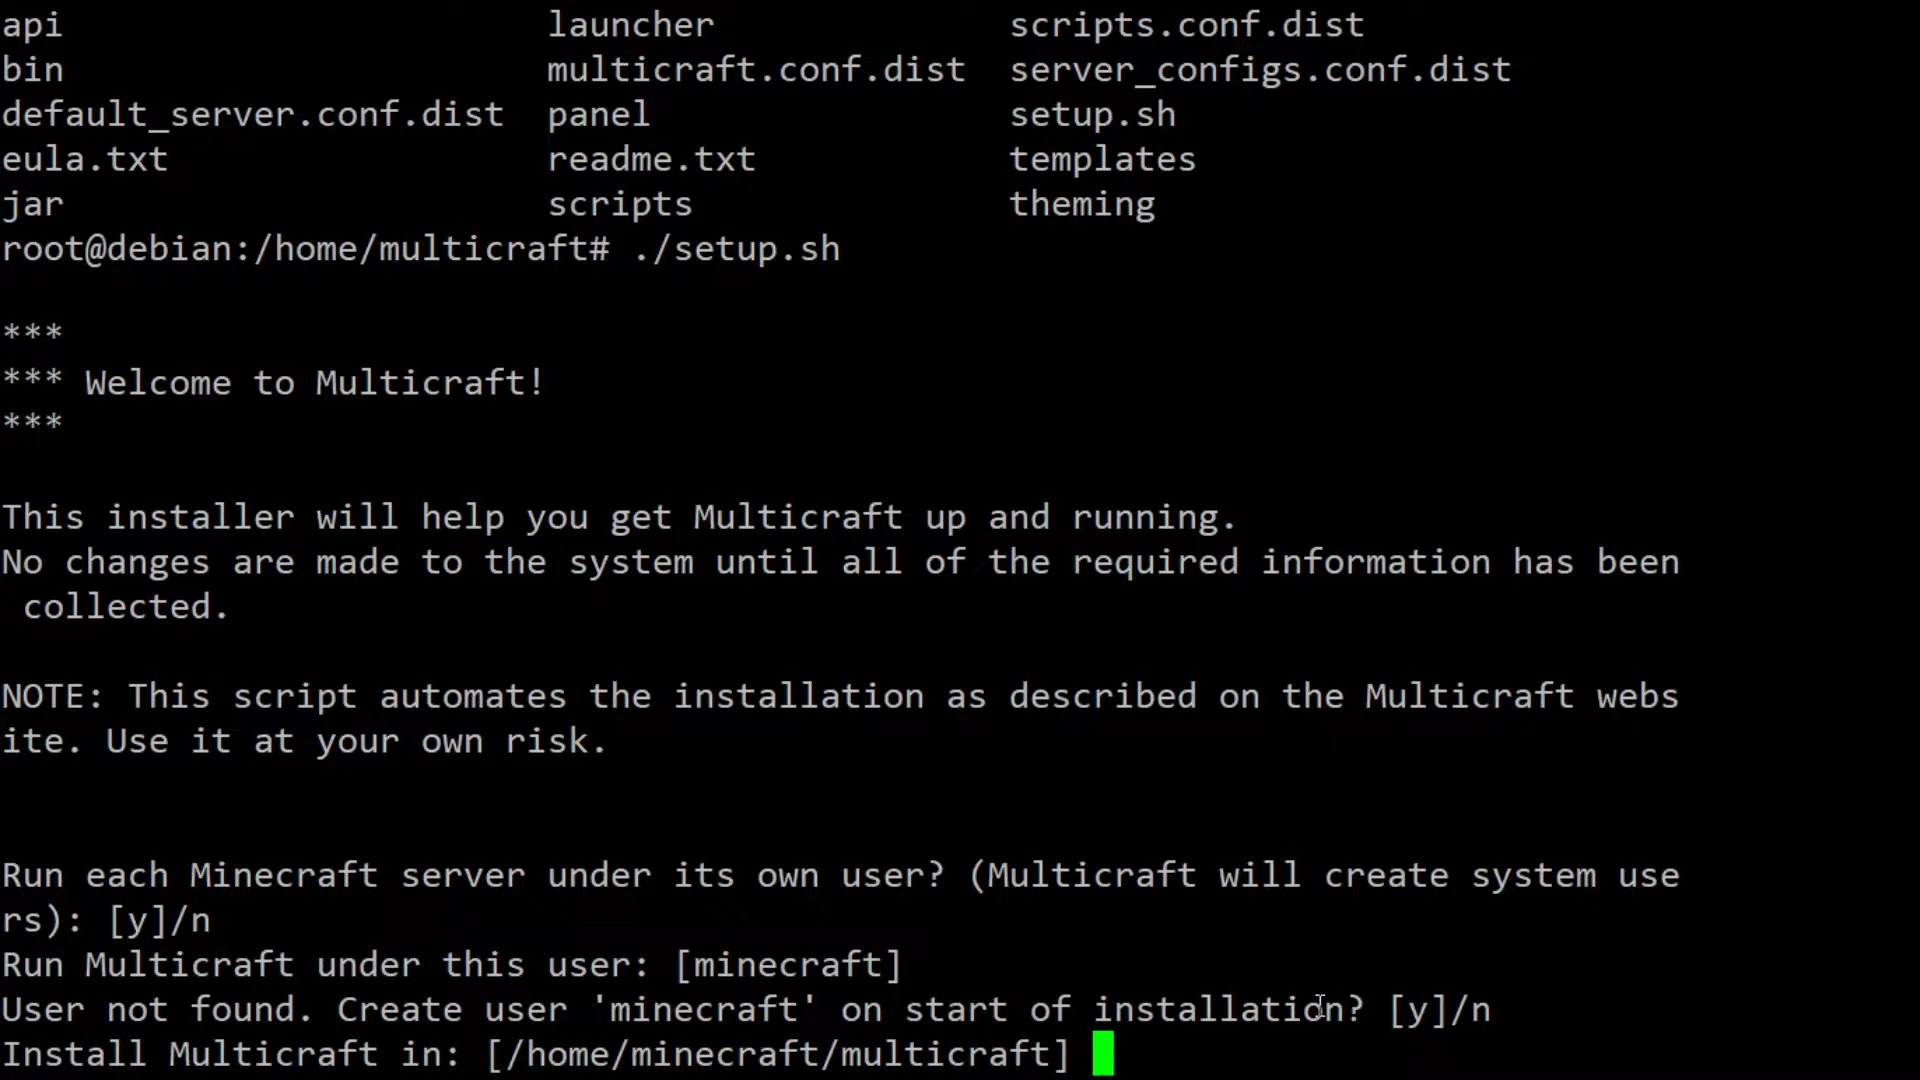 api launcher scripts.conf.dist
bin multicraft.conf.dist server_configs.conf.dist
default_server.conf.dist panel setup.sh
eula.txt readme.txt templates
jar scripts theming
root@debian:/home/multicraft# ./setup.sh
***
*** Welcome to Multicraft!
***
This installer will help you get Multicraft up and running.
No changes are made to the system until all of the required information has been
collected.
NOTE: This script automates the installation as described on the Multicraft webs
ite. Use it at your own risk.
Run each Minecraft server under its own user? (Multicraft will create system use
rs): [y]/n
Run Multicraft under this user: [minecraft]
User not found. Create user 'minecraft' on start of installation? [y]/n
Install Multicraft in: [/home/minecraft/multicraft]